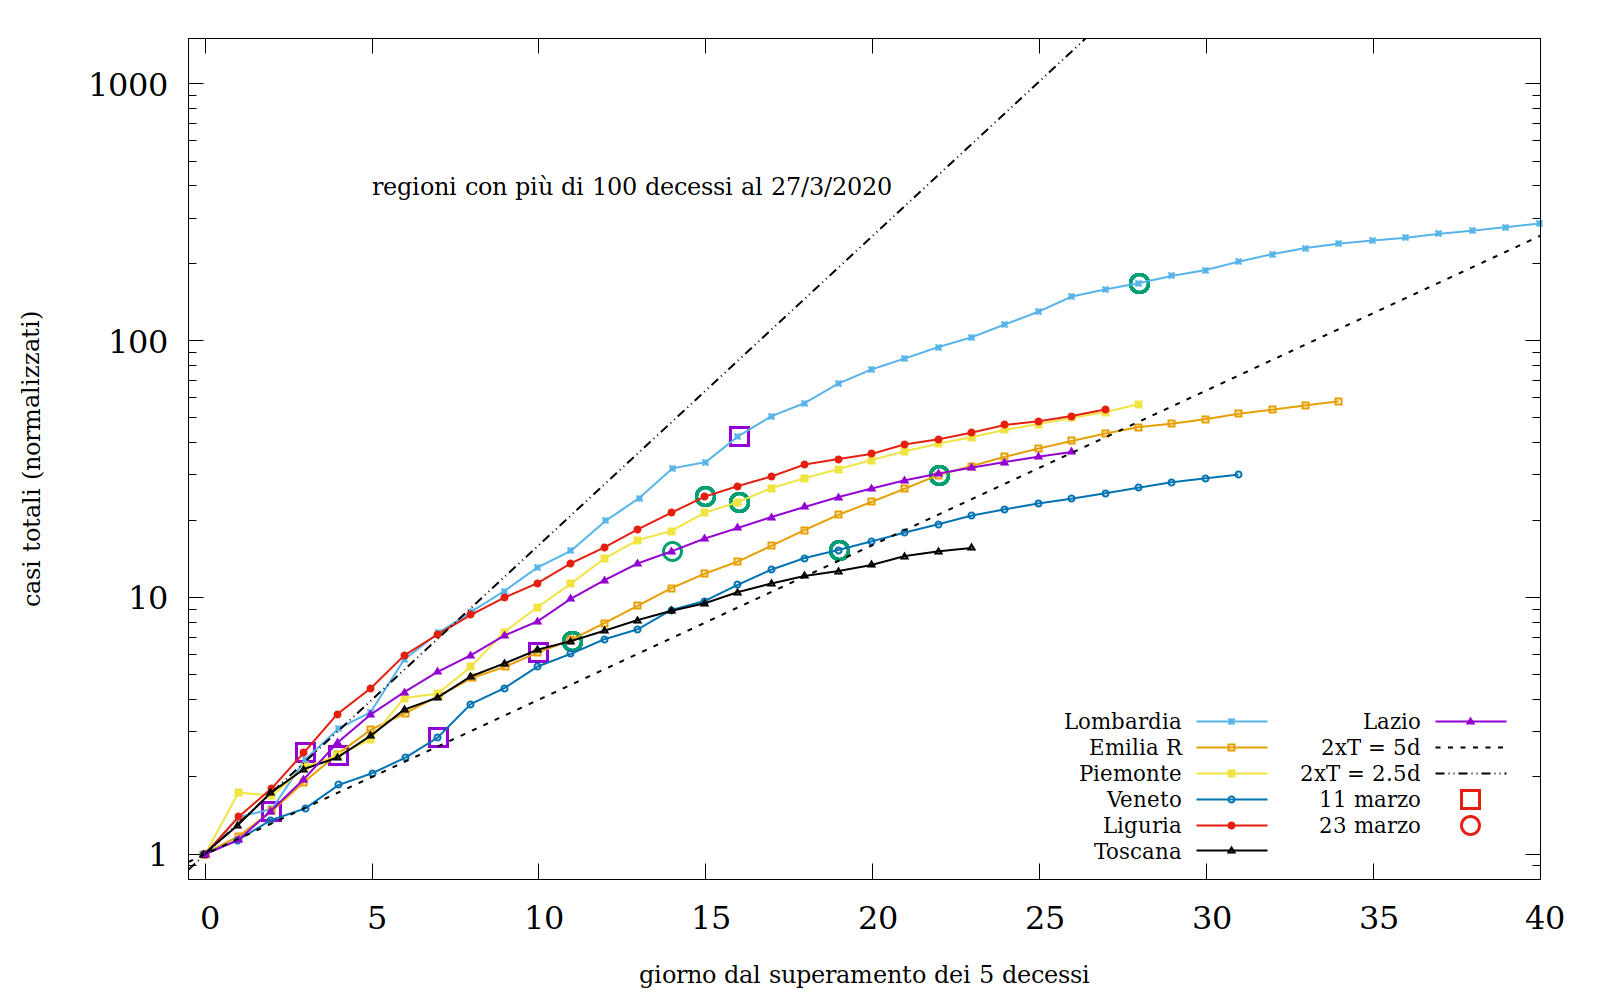 1000
100
10
1
casi totali (normalizzati)
regioni con più di 100 decessi al 27/3/2020
Lombardia
Emilia R
Piemonte
Veneto
Liguria
Toscana
Lazio
2xT = 5d
2xT = 2.5d
11 marzo
23 marzo
0 5 10 15 20 25 30 35 40
giorno dal superamento dei 5 decessi